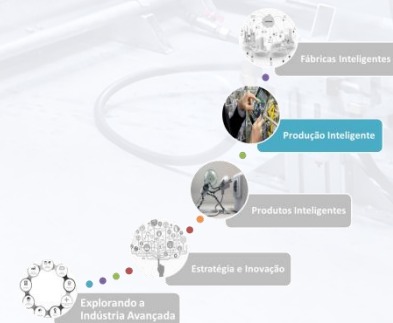 Fábricas Inteligentes
Produção Inteligente
Produtos Inteligentes
Estratégia e Inovação
Explorando a
Indústria Avançada